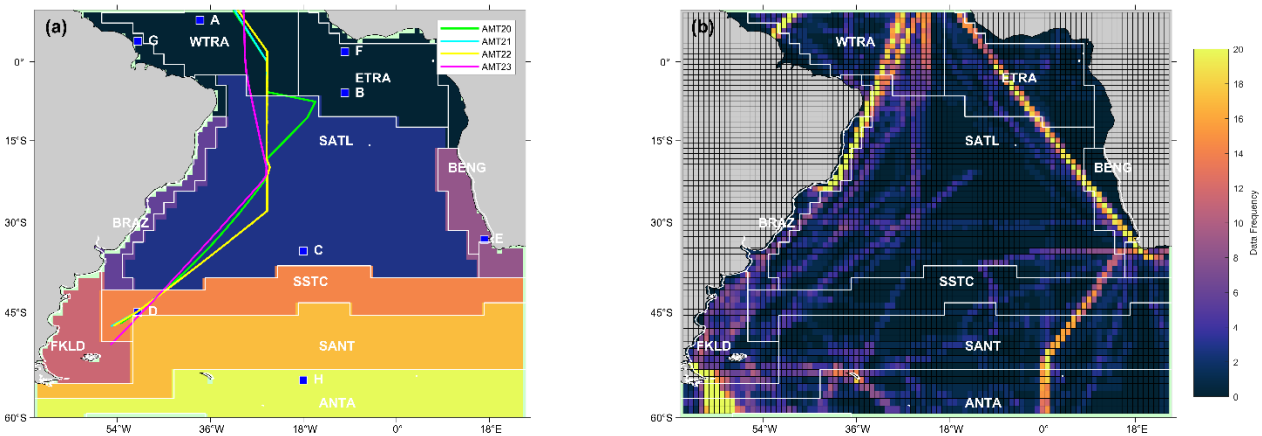 (a)
A
G
WTRA
F
ETRA
B
SATL
BENG
BRAZ
E
C
SSTC
D
FKLD
SANT
H
ANTA
AMT20
AMT21
AMT22
AMT23
0°
15°S
30°S
45°S
60°S
54°W
36°W
18°W
0°
16°E
(b)
WTRA
ETRA
SATL
BENG
BRAZ
SSTC
FKLD
SANT
ANTA
0°
15°S
30°S
45°S
60°S
54°W
36°W
18°W
0°
18°E
20
18
16
14
12
10
8
6
4
2
0
Data Frequency